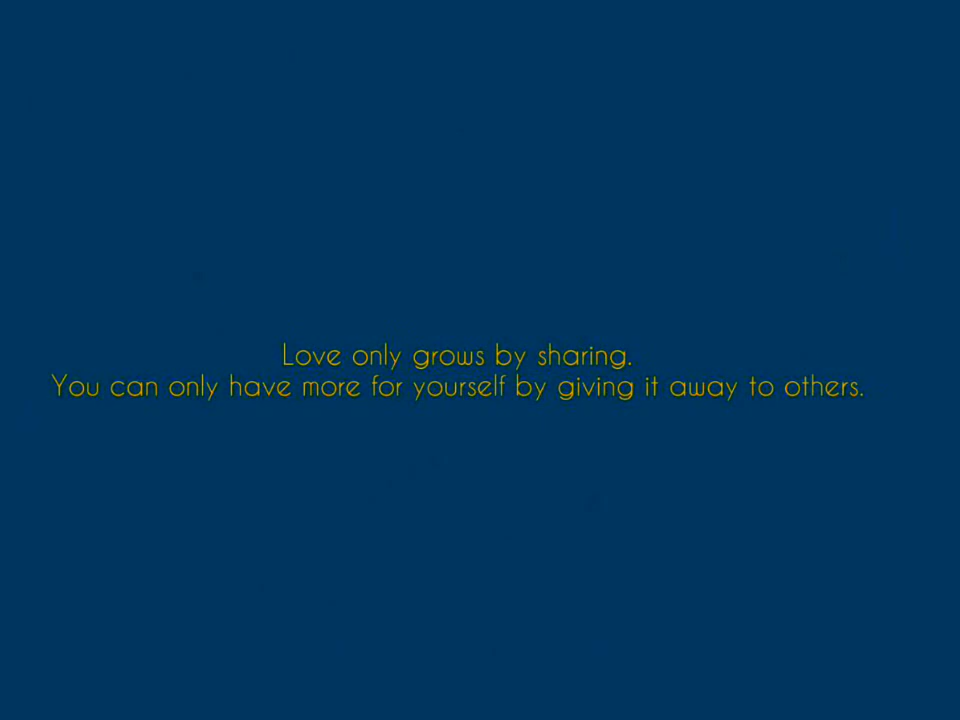 Love only grows by sharing.
You can only have more for yourself by giving it away to others.